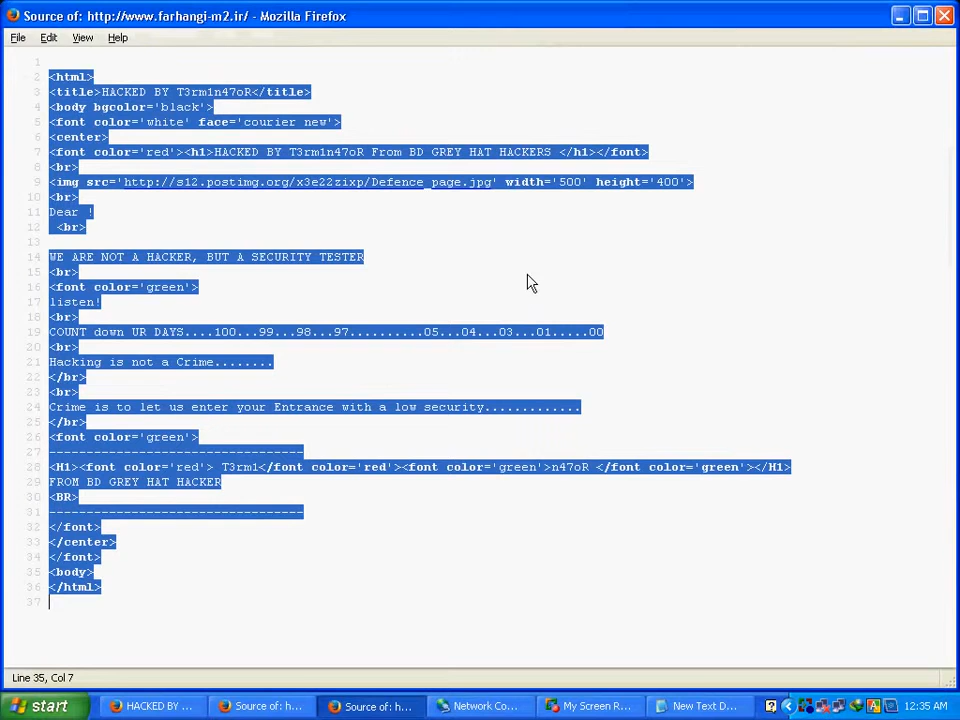 Source of: http://www.farhangi-m2.ir/ - Mozilla Firefox
File Edit View Help
1
2 <html>
3 <title>HACKED BY T3rm1n47oR</title>
4 <body bgcolor='black'>
5 <font color='white' face='courier new'>
6 <center>
7 <font color='red'><h1>HACKED BY T3rm1n47oR From BD GREY HAT HACKERS </h1></font>
8 <br>
9 <img src='http://s12.postimg.org/x3e22zixp/Defence_page.jpg' width='500' height='400'>
10 <br>
11 Dear !
12 <br>
13
14 WE ARE NOT A HACKER, BUT A SECURITY TESTER
15 <br>
16 <font color='green'>
17 listen!
18 <br>
19 COUNT down UR DAYS....100...99...98...97..........05...04...03...01.....00
20 <br>
21 Hacking is not a Crime........
22 </br>
23 <br>
24 Crime is to let us enter your Entrance with a low security.............
25 </br>
26 <font color='green'>
27 ----------------------------------
28 <H1><font color='red'> T3rm1</font color='red'><font color='green'>n47oR </font color='green'></H1>
29 FROM BD GREY HAT HACKER
30 <BR>
31 ----------------------------------
32 </font>
33 </center>
34 </font>
35 <body>
36 </html>
37
Line 35, Col 7
start HACKED BY ... Source of: h... Source of: h... Network Co... My Screen R... New Text D... 12:35 AM